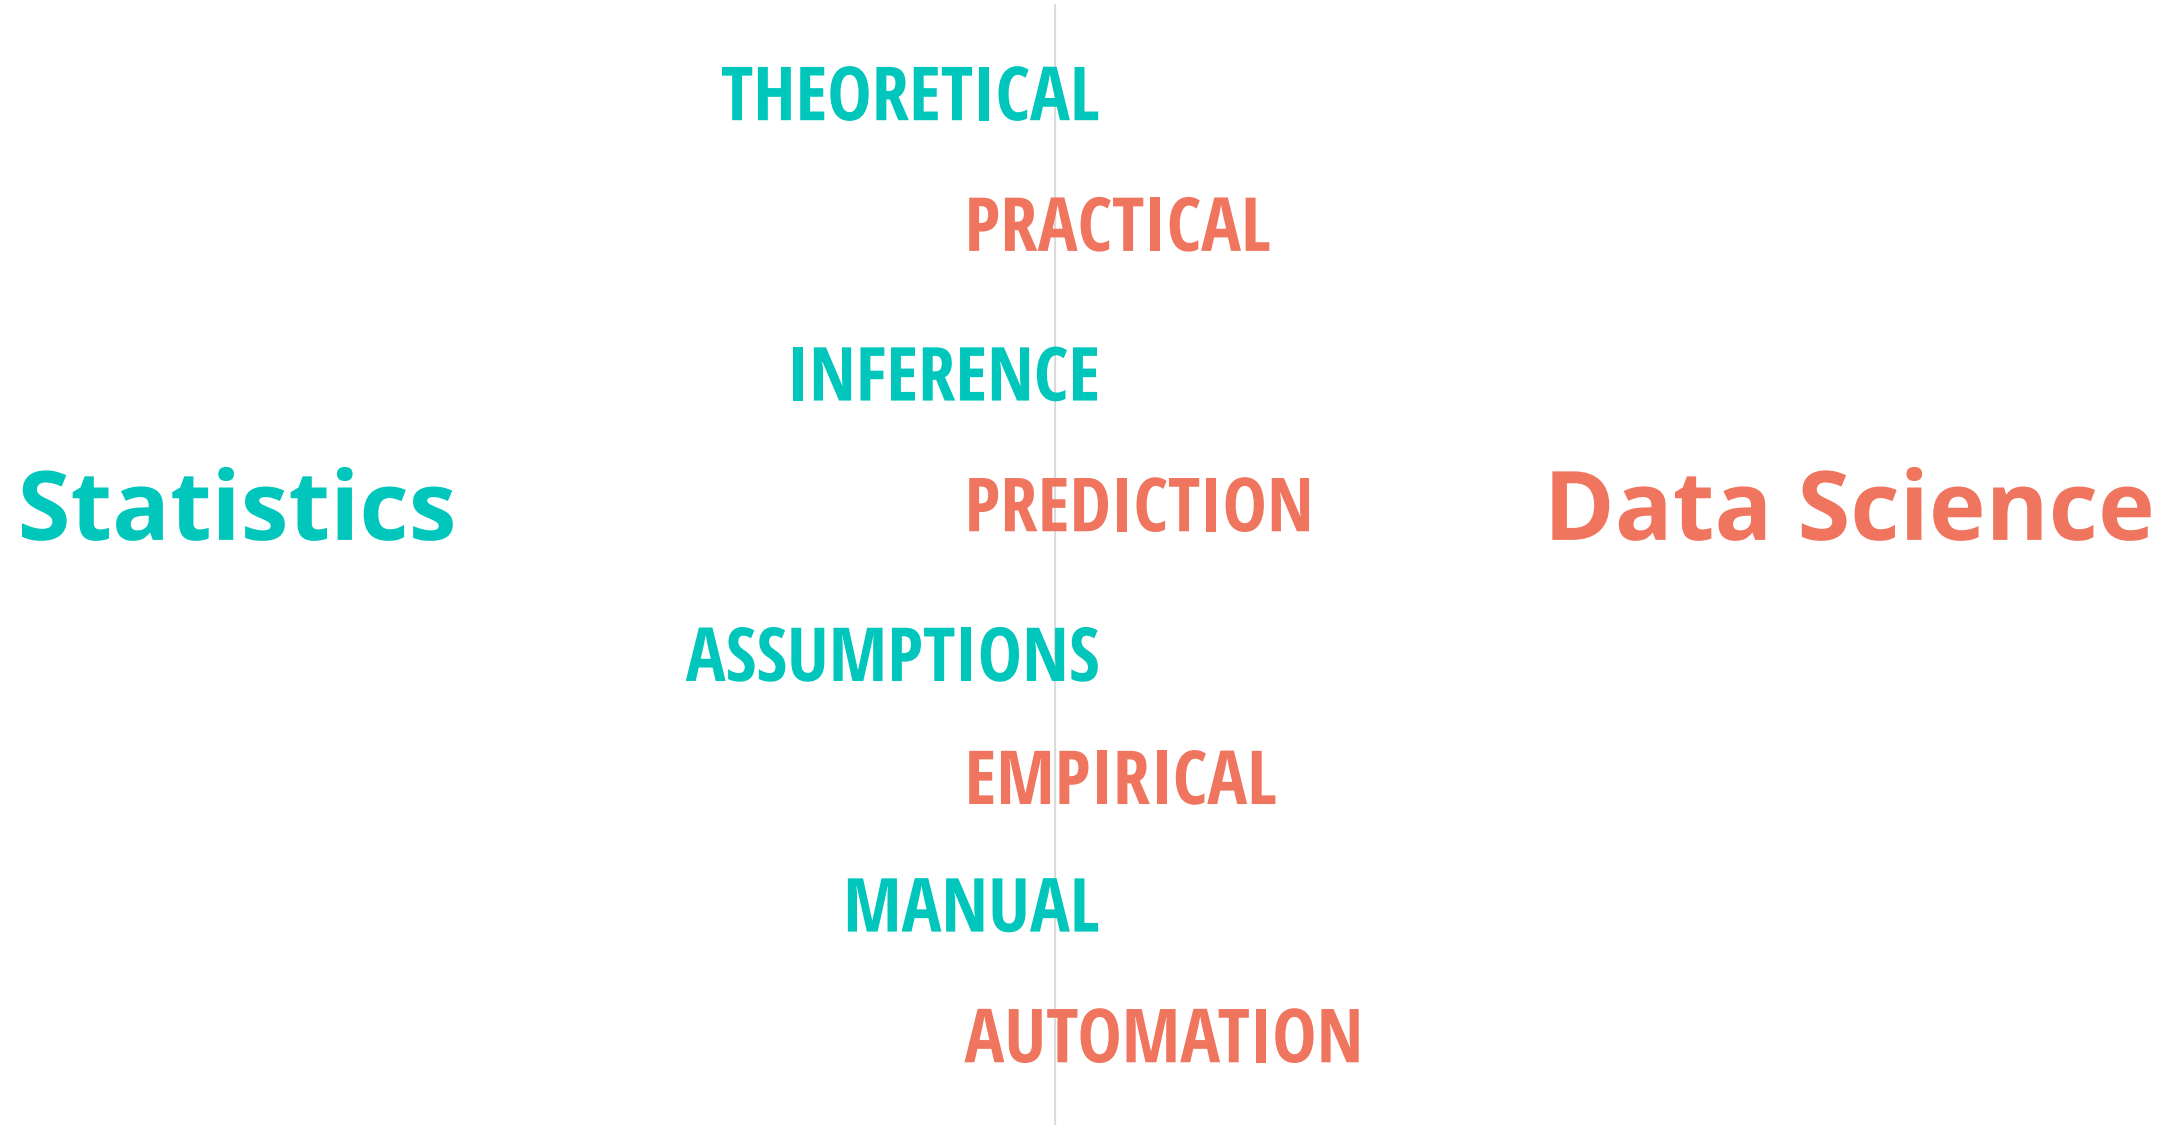 THEORETICAL
PRACTICAL
INFERENCE
Statistics
PREDICTION
Data Science
ASSUMPTIONS
EMPIRICAL
MANUAL
AUTOMATION